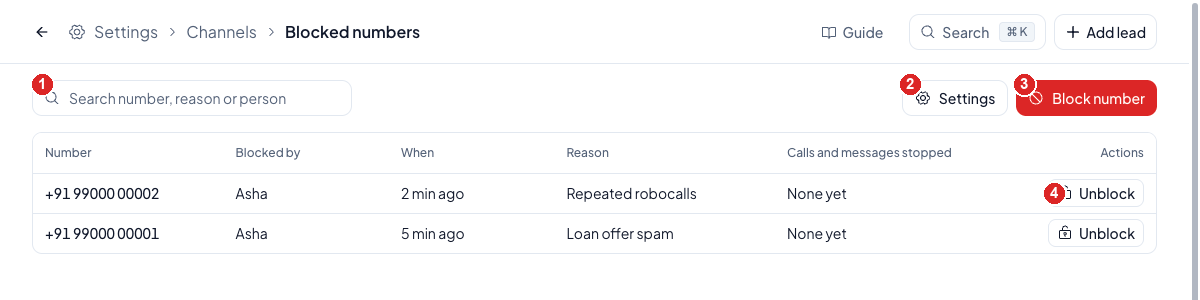 Settings > Channels > Blocked numbers
Guide
Search ⌘ K
Add lead
1 Search number, reason or person
2 Settings
3 Block number
Number Blocked by When Reason Calls and messages stopped Actions
+91 99000 00002 Asha 2 min ago Repeated robocalls None yet 4 Unblock
+91 99000 00001 Asha 5 min ago Loan offer spam None yet Unblock